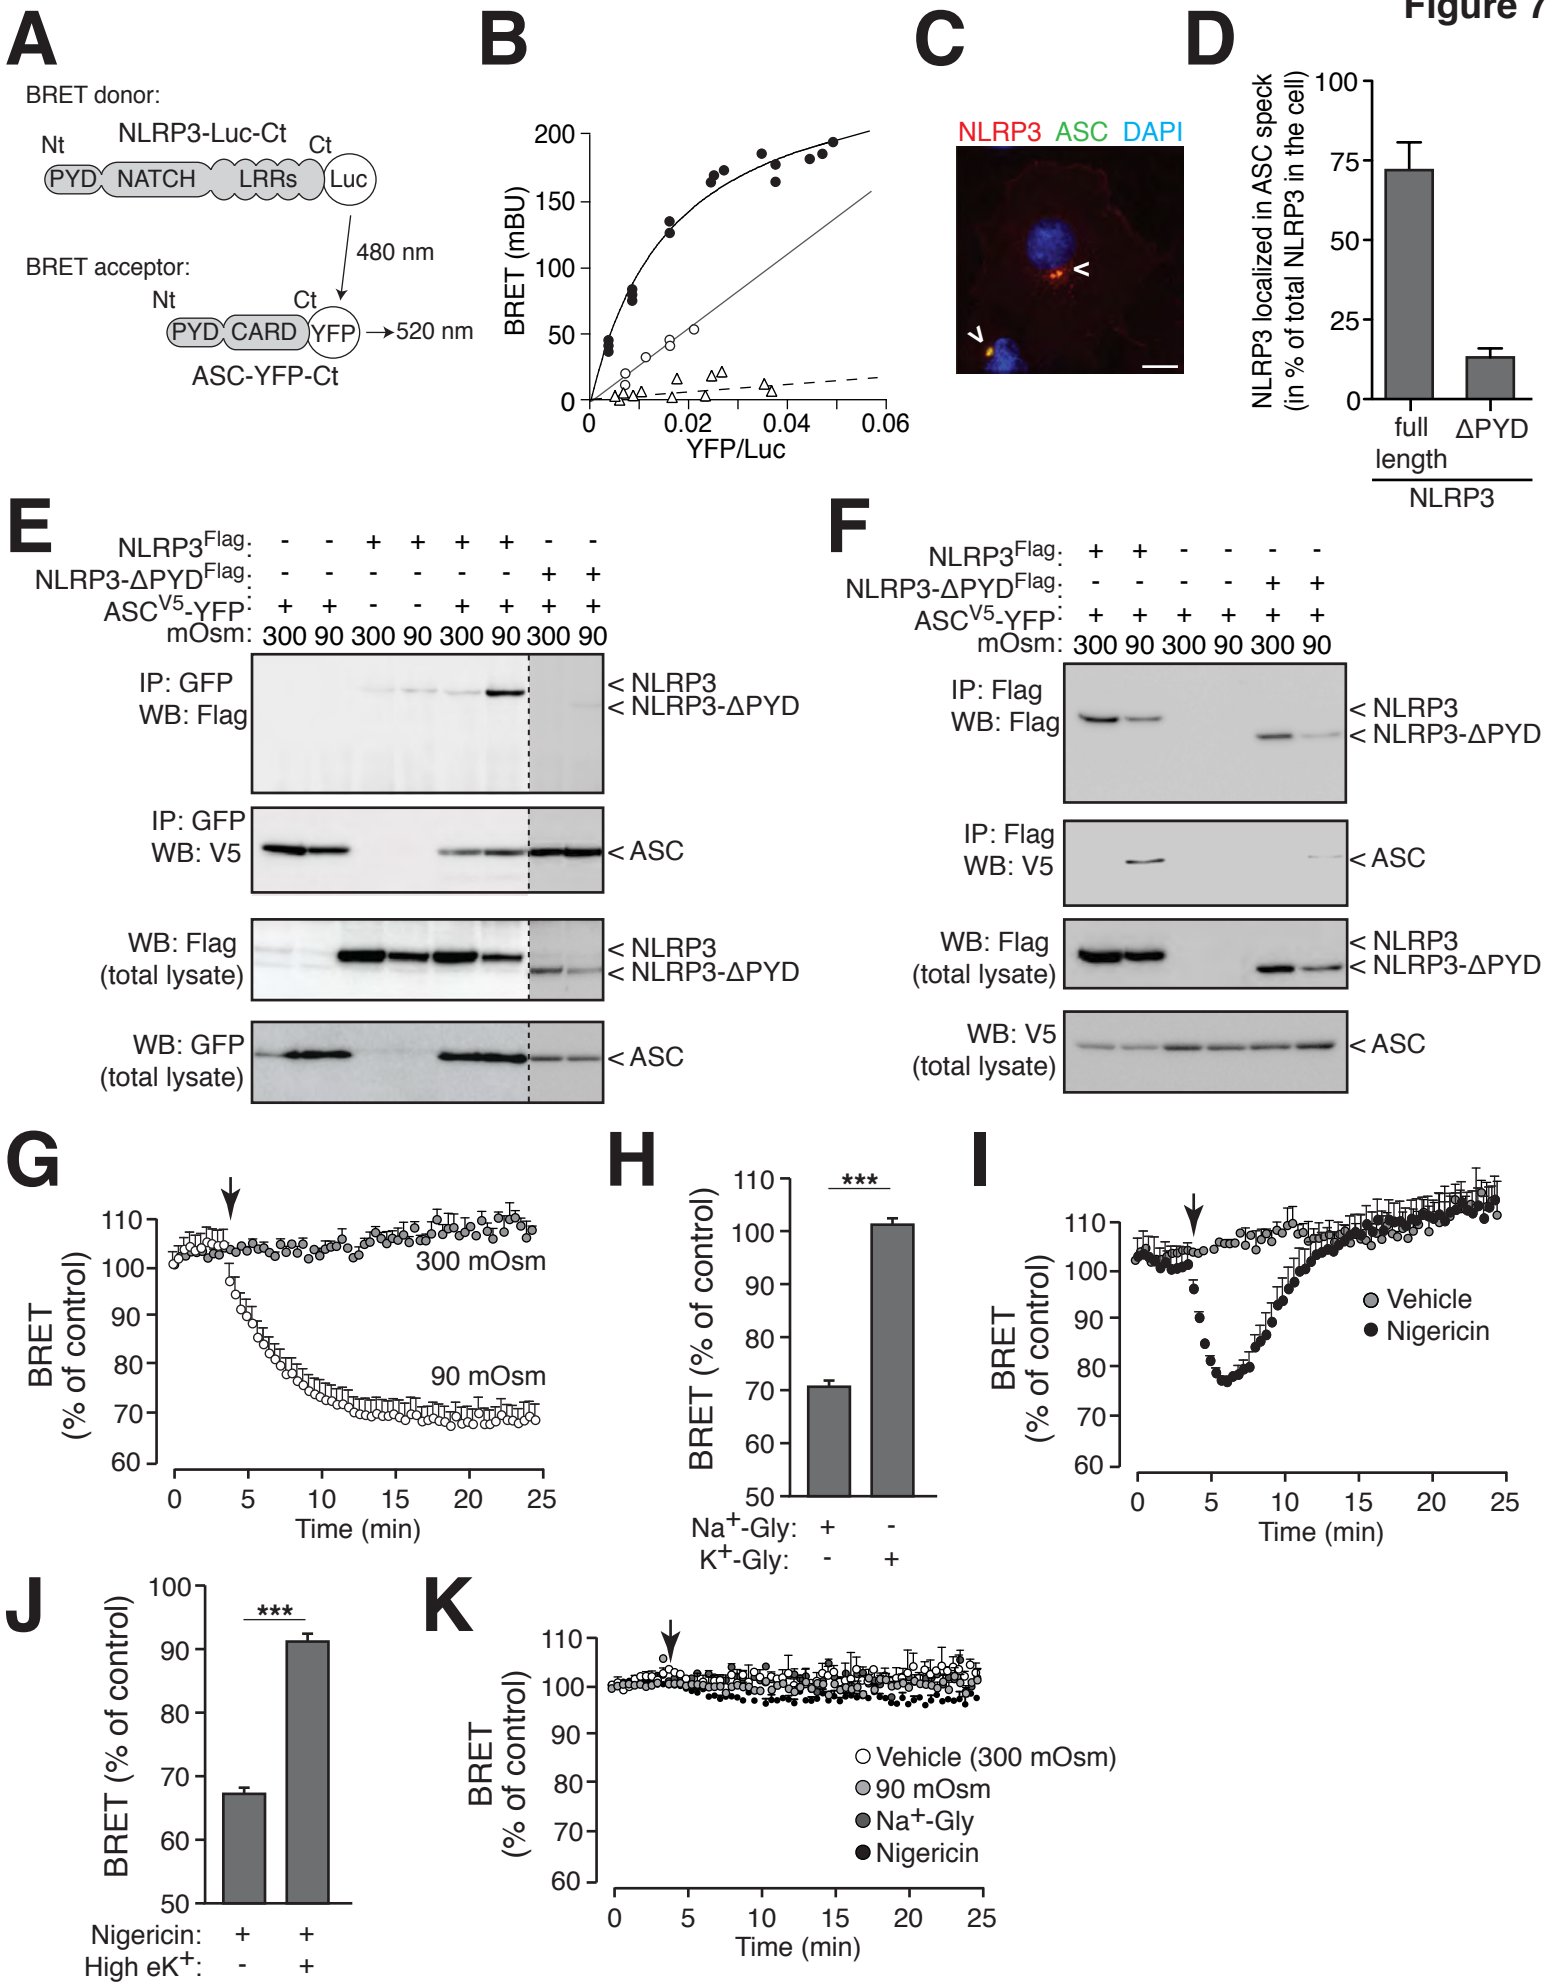 Figure 7
A
BRET donor:
NLRP3-Luc-Ct
Nt
Ct
PYD NATCH LRRs Luc
480 nm
BRET acceptor:
Nt
Ct
PYD CARD YFP
520 nm
ASC-YFP-Ct
B
BRET (mBU)
200
150
100
50
0
0 0.02 0.04 0.06
YFP/Luc
C
NLRP3 ASC DAPI
<
>
D
NLRP3 localized in ASC speck
(in % of total NLRP3 in the cell)
100
75
50
25
0
full
length
ΔPYD
NLRP3
E
NLRP3Flag: - - + + + + - -
NLRP3-ΔPYDFlag: - - - - - - + +
ASCV5-YFP: + + - - + + + +
mOsm: 300 90 300 90 300 90 300 90
IP: GFP
WB: Flag
< NLRP3
< NLRP3-ΔPYD
IP: GFP
WB: V5
< ASC
WB: Flag
(total lysate)
< NLRP3
< NLRP3-ΔPYD
WB: GFP
(total lysate)
< ASC
F
NLRP3Flag: + + - - - -
NLRP3-ΔPYDFlag: - - - - + +
ASCV5-YFP: + + + + + +
mOsm: 300 90 300 90 300 90
IP: Flag
WB: Flag
< NLRP3
< NLRP3-ΔPYD
IP: Flag
WB: V5
< ASC
WB: Flag
(total lysate)
< NLRP3
< NLRP3-ΔPYD
WB: V5
(total lysate)
< ASC
G
BRET
(% of control)
110
100
90
80
70
60
300 mOsm
90 mOsm
0 5 10 15 20 25
Time (min)
H
BRET (% of control)
110
100
90
80
70
60
50
***
Na+-Gly: + -
K+-Gly: - +
I
BRET
(% of control)
110
100
90
80
70
60
Vehicle
Nigericin
0 5 10 15 20 25
Time (min)
J
BRET (% of control)
100
90
80
70
60
50
***
Nigericin: + +
High eK+: - +
K
BRET
(% of control)
110
100
90
80
70
60
Vehicle (300 mOsm)
90 mOsm
Na+-Gly
Nigericin
0 5 10 15 20 25
Time (min)